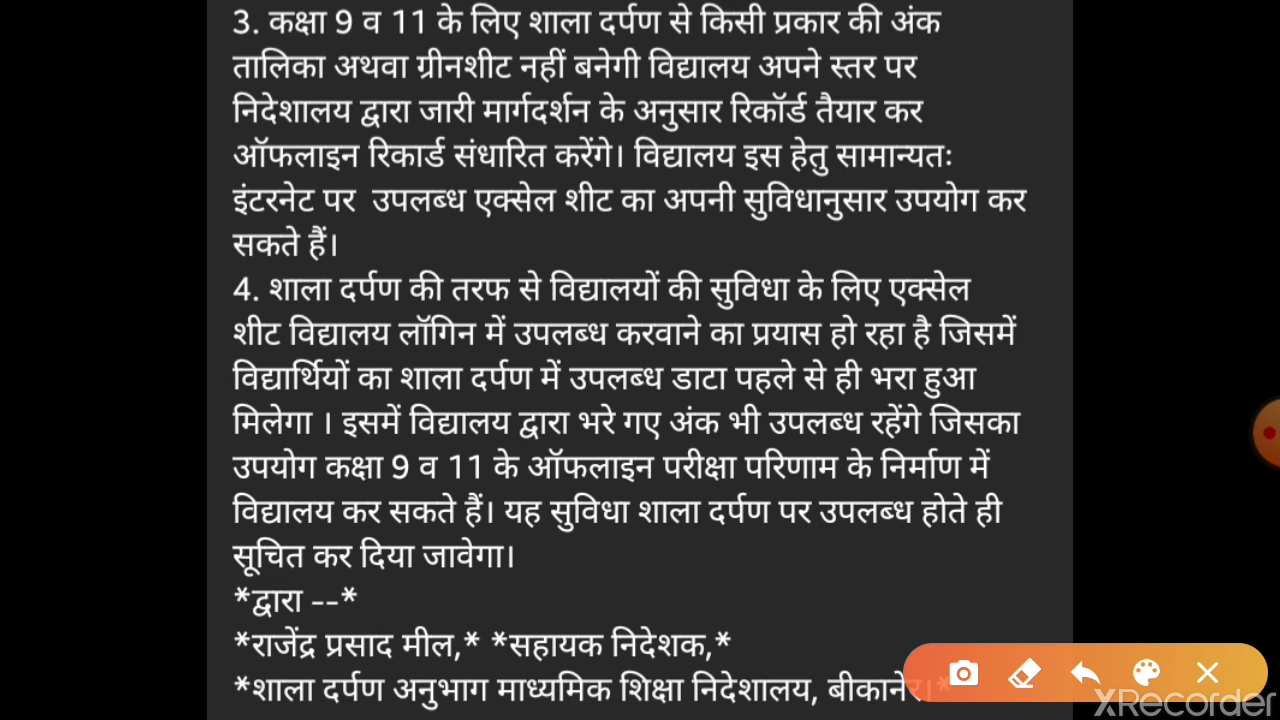 3. कक्षा 9 व 11 के लिए शाला दर्पण से किसी प्रकार की अंक
तालिका अथवा ग्रीनशीट नहीं बनेगी विद्यालय अपने स्तर पर
निदेशालय द्वारा जारी मार्गदर्शन के अनुसार रिकॉर्ड तैयार कर
ऑफलाइन रिकार्ड संधारित करेंगे। विद्यालय इस हेतु सामान्यतः
इंटरनेट पर उपलब्ध एक्सेल शीट का अपनी सुविधानुसार उपयोग कर
सकते हैं।
4. शाला दर्पण की तरफ से विद्यालयों की सुविधा के लिए एक्सेल
शीट विद्यालय लॉगिन में उपलब्ध करवाने का प्रयास हो रहा है जिसमें
विद्यार्थियों का शाला दर्पण में उपलब्ध डाटा पहले से ही भरा हुआ
मिलेगा । इसमें विद्यालय द्वारा भरे गए अंक भी उपलब्ध रहेंगे जिसका
उपयोग कक्षा 9 व 11 के ऑफलाइन परीक्षा परिणाम के निर्माण में
विद्यालय कर सकते हैं। यह सुविधा शाला दर्पण पर उपलब्ध होते ही
सूचित कर दिया जावेगा।
*द्वारा --*
*राजेंद्र प्रसाद मील,* *सहायक निदेशक,*
*शाला दर्पण अनुभाग माध्यमिक शिक्षा निदेशालय, बीकानेर।*
XRecorder